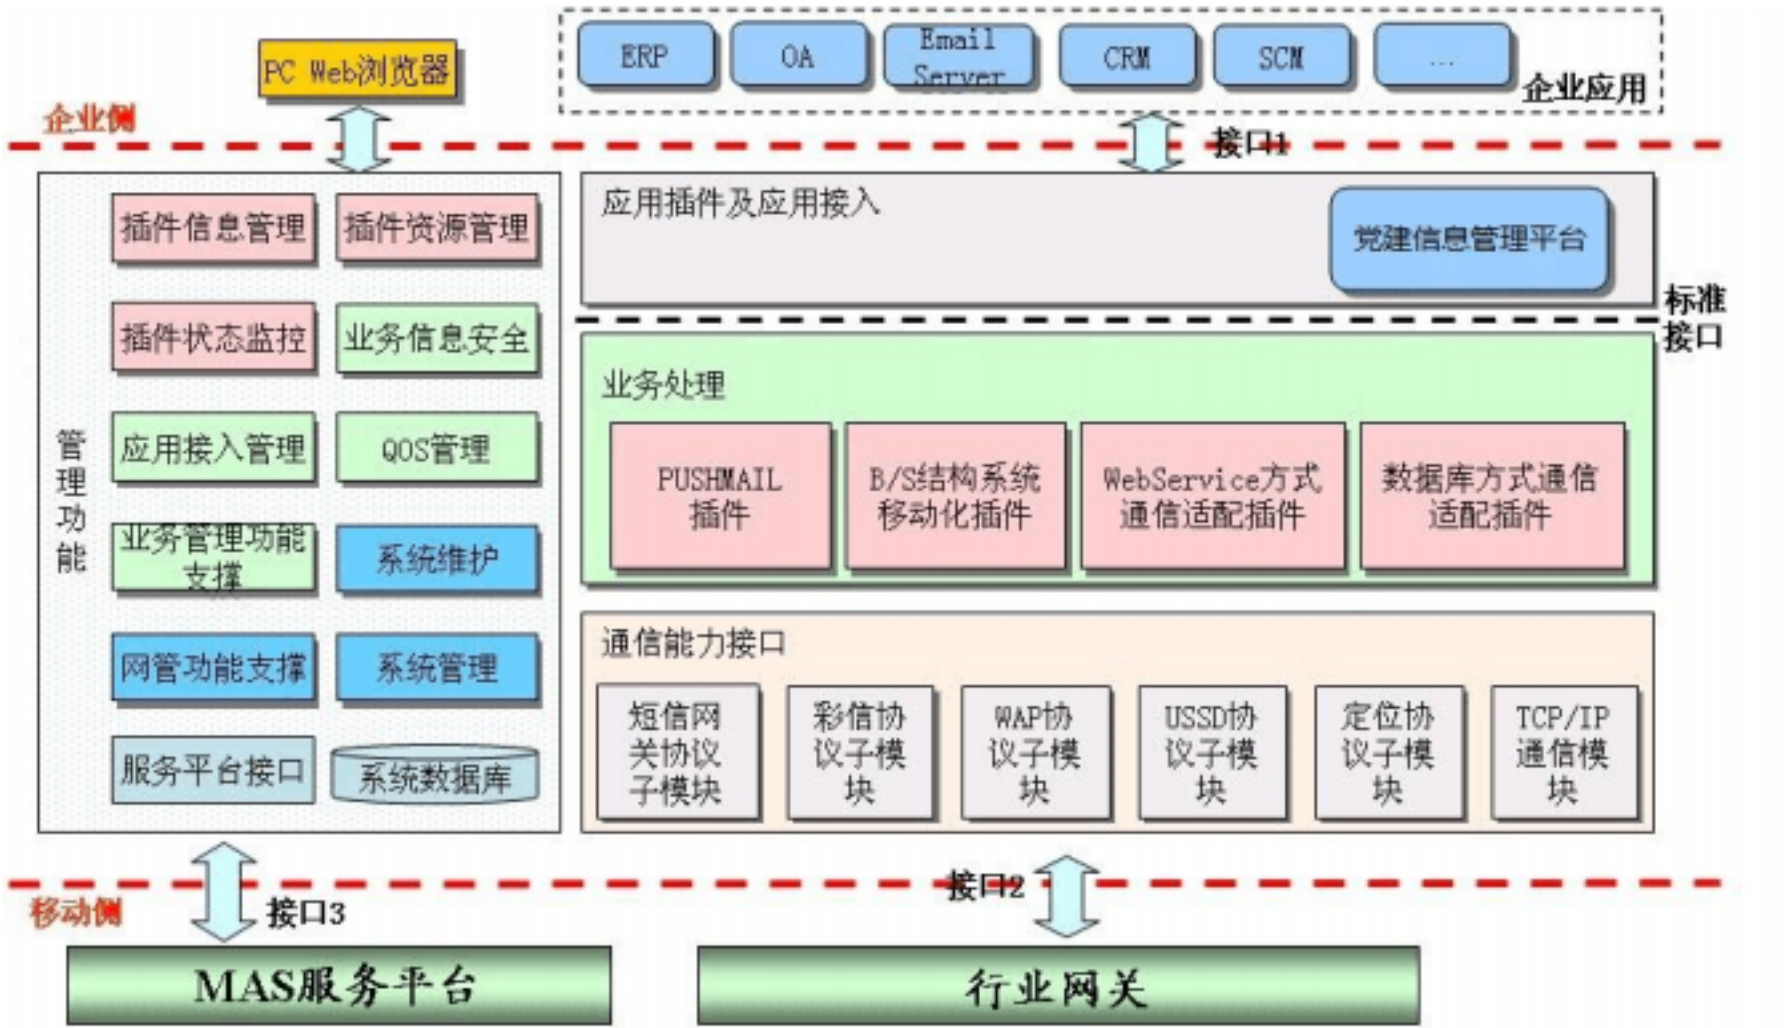 PC Web浏览器
ERP
OA
Email
Server
CRM
SCM
...
企业应用
企业侧
接口1
管理功能
插件信息管理
插件资源管理
插件状态监控
业务信息安全
应用接入管理
QOS管理
业务管理功能
支撑
系统维护
网管功能支撑
系统管理
服务平台接口
系统数据库
应用插件及应用接入
党建信息管理平台
标准
接口
业务处理
PUSHMAIL
插件
B/S结构系统
移动化插件
WebService方式
通信适配插件
数据库方式通信
适配插件
通信能力接口
短信网
关协议
子模块
彩信协
议子模
块
WAP协
议子模
块
USSD协
议子模
块
定位协
议子模
块
TCP/IP
通信模
块
移动侧
接口3
接口2
MAS服务平台
行业网关